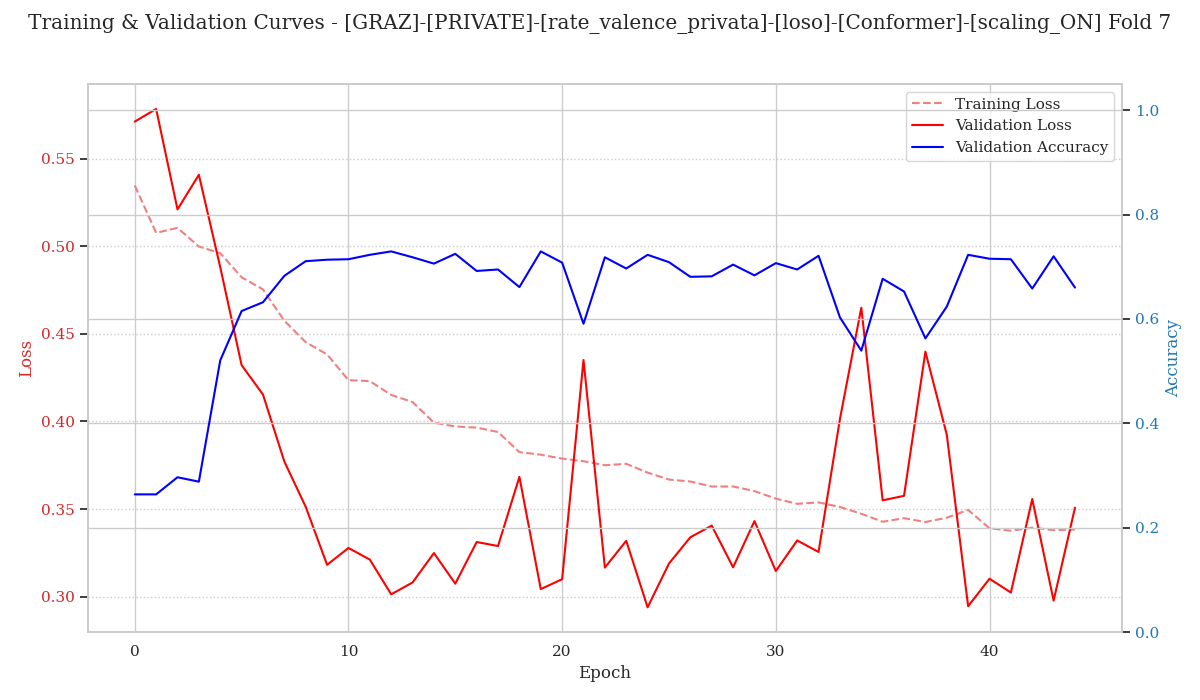 Training & Validation Curves - [GRAZ]-[PRIVATE]-[rate_valence_privata]-[loso]-[Conformer]-[scaling_ON] Fold 7
Training Loss
Validation Loss
Validation Accuracy
0.55
0.50
0.45
0.40
0.35
0.30
Loss
1.0
0.8
0.6
0.4
0.2
0.0
Accuracy
0 10 20 30 40
Epoch